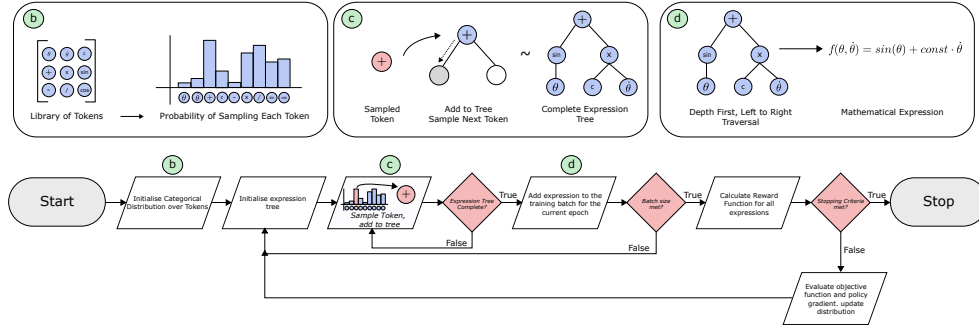 b
θ θ̇ c
+ x sin
- / cos
Library of Tokens
Probability of Sampling Each Token
c
+
Sampled
Token
+
Add to Tree
Sample Next Token
~
+
sin x
θ c θ̇
Complete Expression
Tree
d
+
sin x
θ c θ̇
Depth First, Left to Right
Traversal
f(θ, θ̇) = sin(θ) + const · θ̇
Mathematical Expression
b
c
d
Start
Initialise Categorical
Distribution over Tokens
Initialise expression
tree
+
Sample Token,
add to tree
Expression Tree
Complete?
True
False
Add expression to the
training batch for the
current epoch
Batch size
met?
True
False
Calculate Reward
Function for all
expressions
Stopping Criteria
met?
True
False
Stop
Evaluate objective
function and policy
gradient. update
distribution